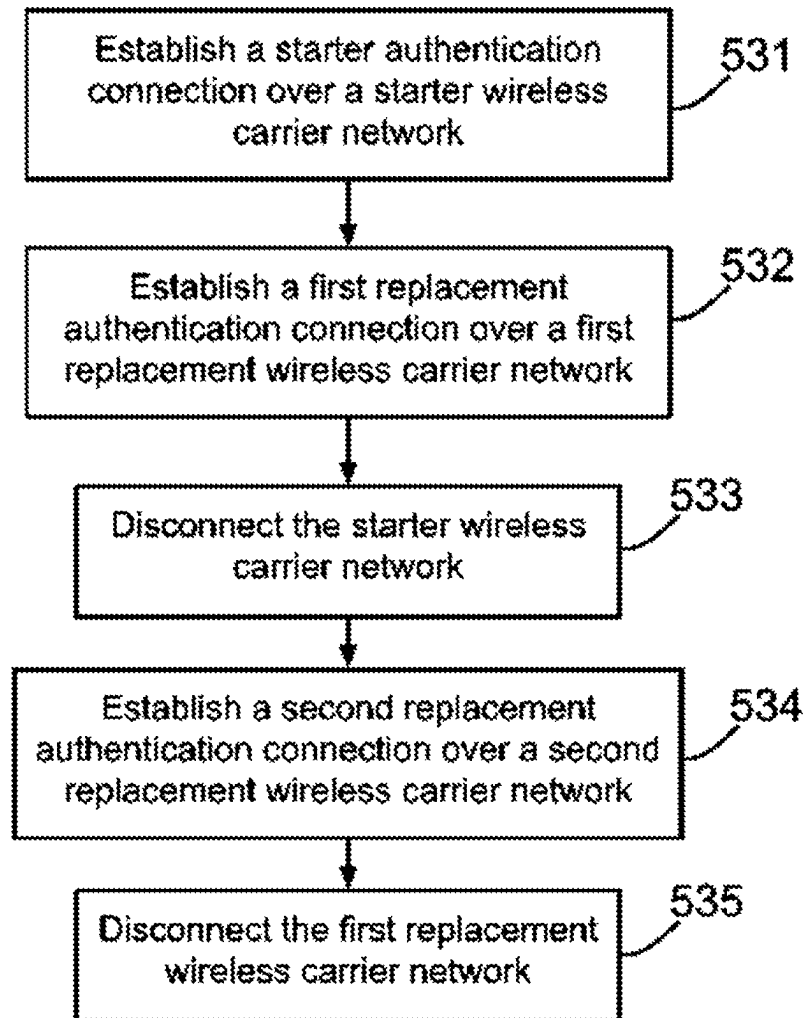 Establish a starter authentication
connection over a starter wireless
carrier network
531
Establish a first replacement
authentication connection over a first
replacement wireless carrier network
532
Disconnect the starter wireless
carrier network
533
Establish a second replacement
authentication connection over a second
replacement wireless carrier network
534
Disconnect the first replacement
wireless carrier network
535